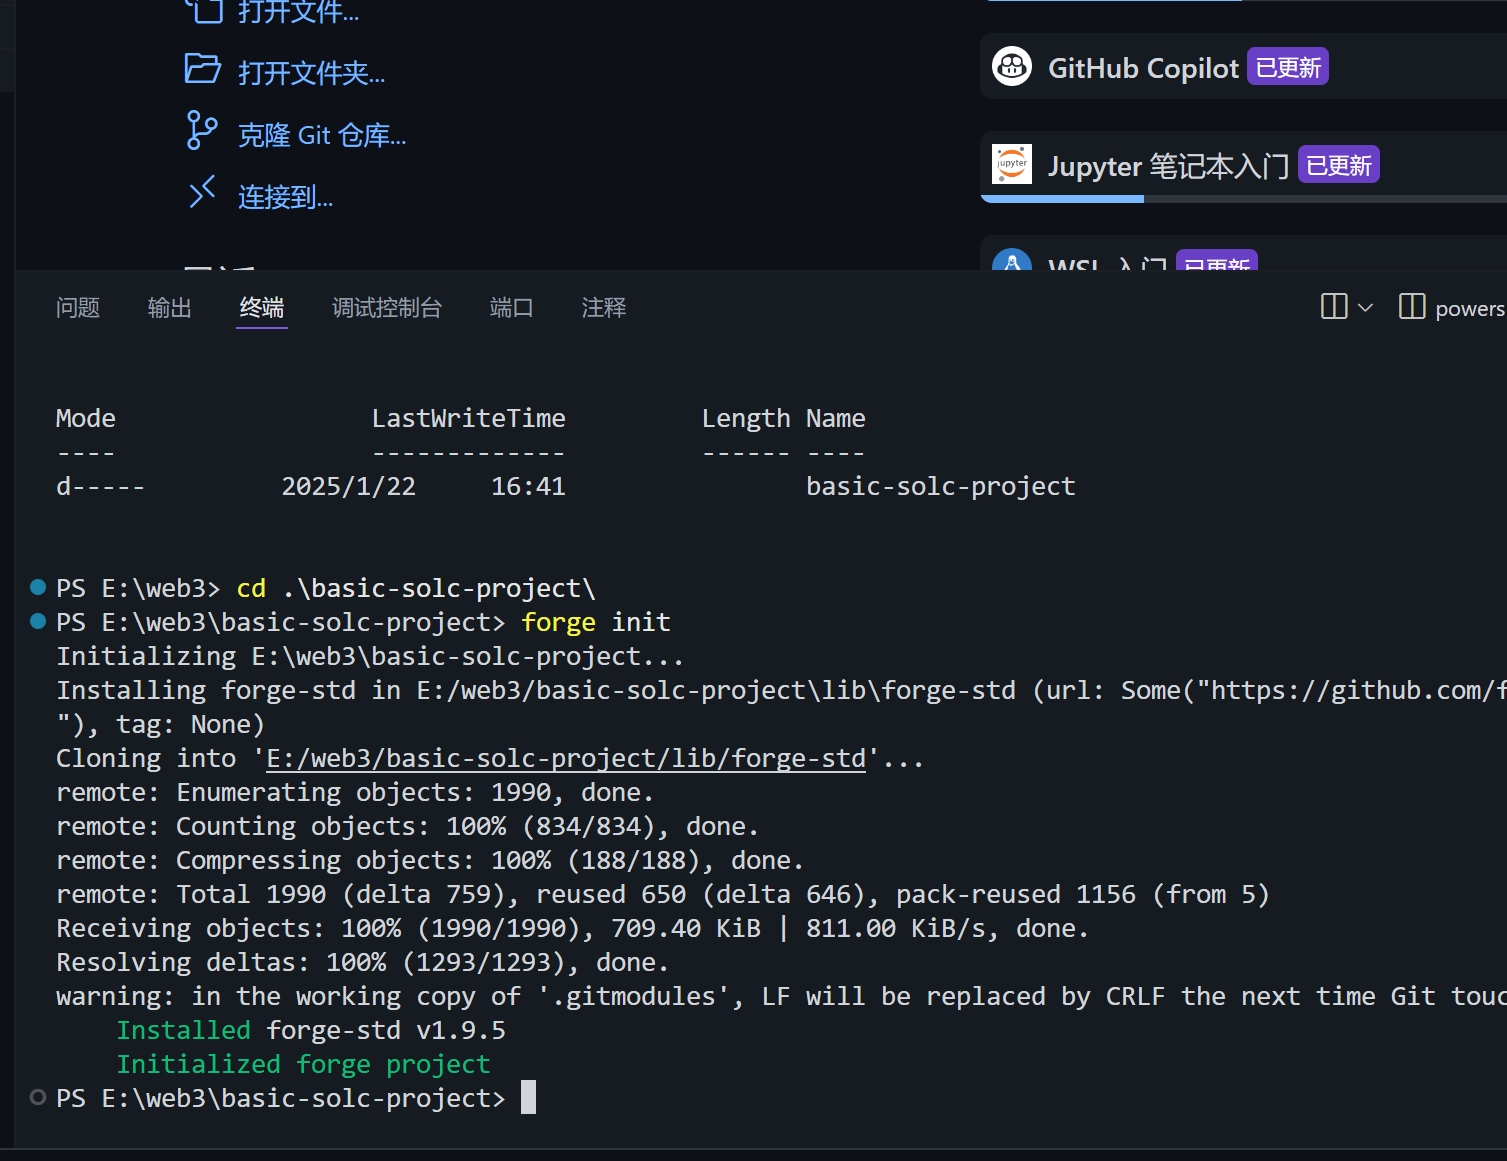 打开文件...
打开文件夹...
克隆 Git 仓库...
连接到...
GitHub Copilot 已更新
Jupyter 笔记本入门 已更新
WSL 入门 已更新
问题 输出 终端 调试控制台 端口 注释
powers
Mode LastWriteTime Length Name
---- ------------- ------ ----
d----- 2025/1/22 16:41 basic-solc-project
PS E:\web3> cd .\basic-solc-project\
PS E:\web3\basic-solc-project> forge init
Initializing E:\web3\basic-solc-project...
Installing forge-std in E:/web3/basic-solc-project\lib\forge-std (url: Some("https://github.com/f
"), tag: None)
Cloning into 'E:/web3/basic-solc-project/lib/forge-std'...
remote: Enumerating objects: 1990, done.
remote: Counting objects: 100% (834/834), done.
remote: Compressing objects: 100% (188/188), done.
remote: Total 1990 (delta 759), reused 650 (delta 646), pack-reused 1156 (from 5)
Receiving objects: 100% (1990/1990), 709.40 KiB | 811.00 KiB/s, done.
Resolving deltas: 100% (1293/1293), done.
warning: in the working copy of '.gitmodules', LF will be replaced by CRLF the next time Git touc
Installed forge-std v1.9.5
Initialized forge project
PS E:\web3\basic-solc-project>